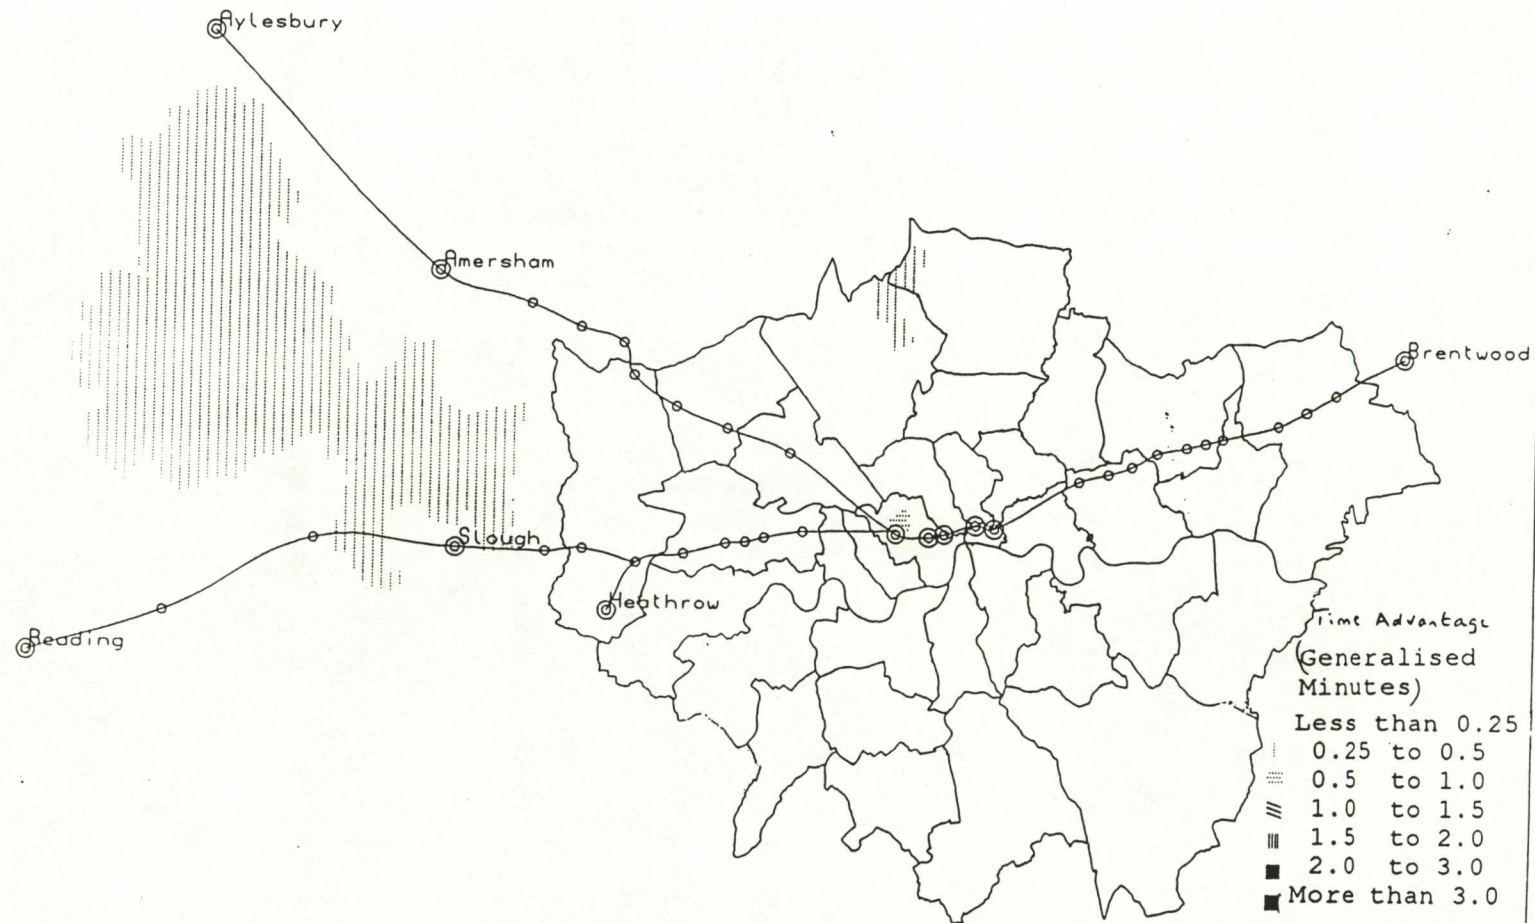 Aylesbury
Amersham
Brentwood
Slough
Heathrow
Reading
Time Advantage
(Generalised
Minutes)
Less than 0.25
0.25 to 0.5
0.5 to 1.0
1.0 to 1.5
1.5 to 2.0
2.0 to 3.0
More than 3.0